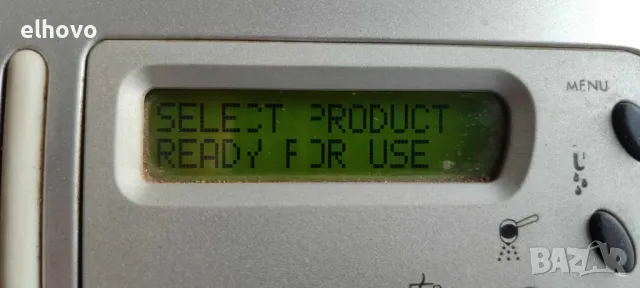 elhovo
MENU
SELECT PRODUCT
READY FOR USE
BAZAR